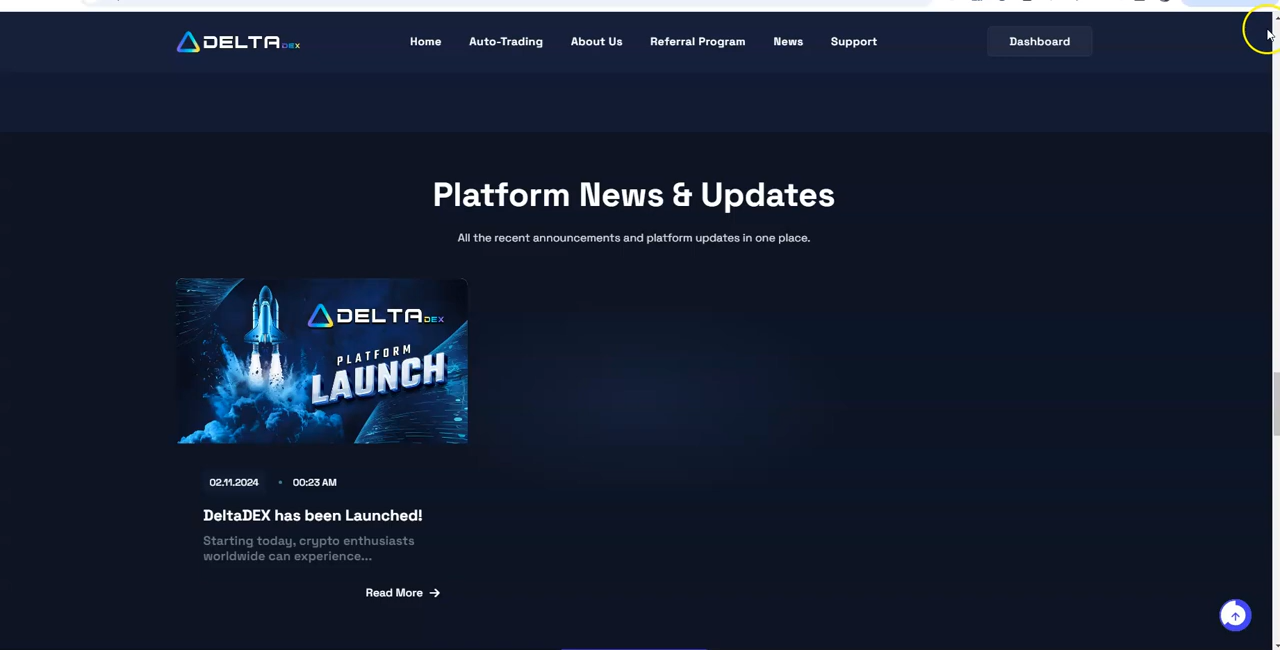 DELTA DEX
Home
Auto-Trading
About Us
Referral Program
News
Support
Dashboard
Platform News & Updates
All the recent announcements and platform updates in one place.
DELTA DEX
PLATFORM
LAUNCH
02.11.2024 • 00:23 AM
DeltaDEX has been Launched!
Starting today, crypto enthusiasts
worldwide can experience...
Read More →